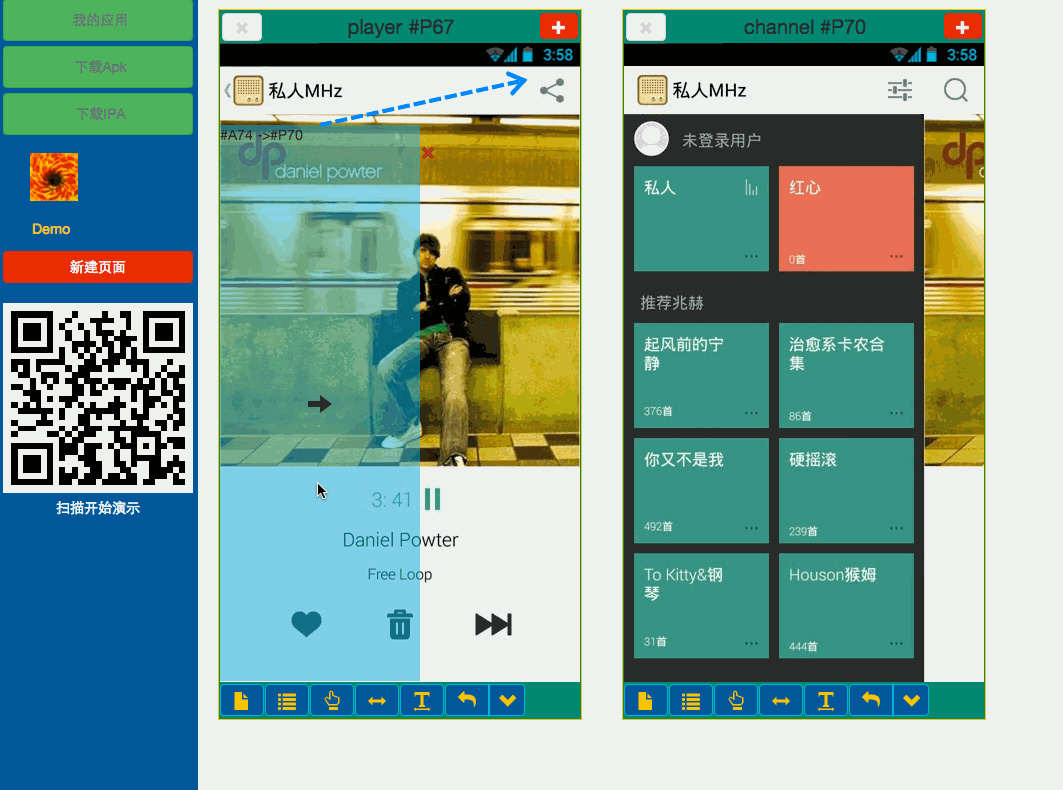 我的应用
下载Apk
下载IPA
Demo
新建页面
扫描开始演示
player #P67
3:58
私人MHz
#A74 ->#P70
dp
daniel powter
3: 41
Daniel Powter
Free Loop
channel #P70
3:58
私人MHz
未登录用户
私人
红心
0首
推荐兆赫
起风前的宁
静
376首
治愈系卡农合
集
86首
你又不是我
492首
硬摇滚
239首
To Kitty&钢
琴
31首
Houson猴姆
444首
dp